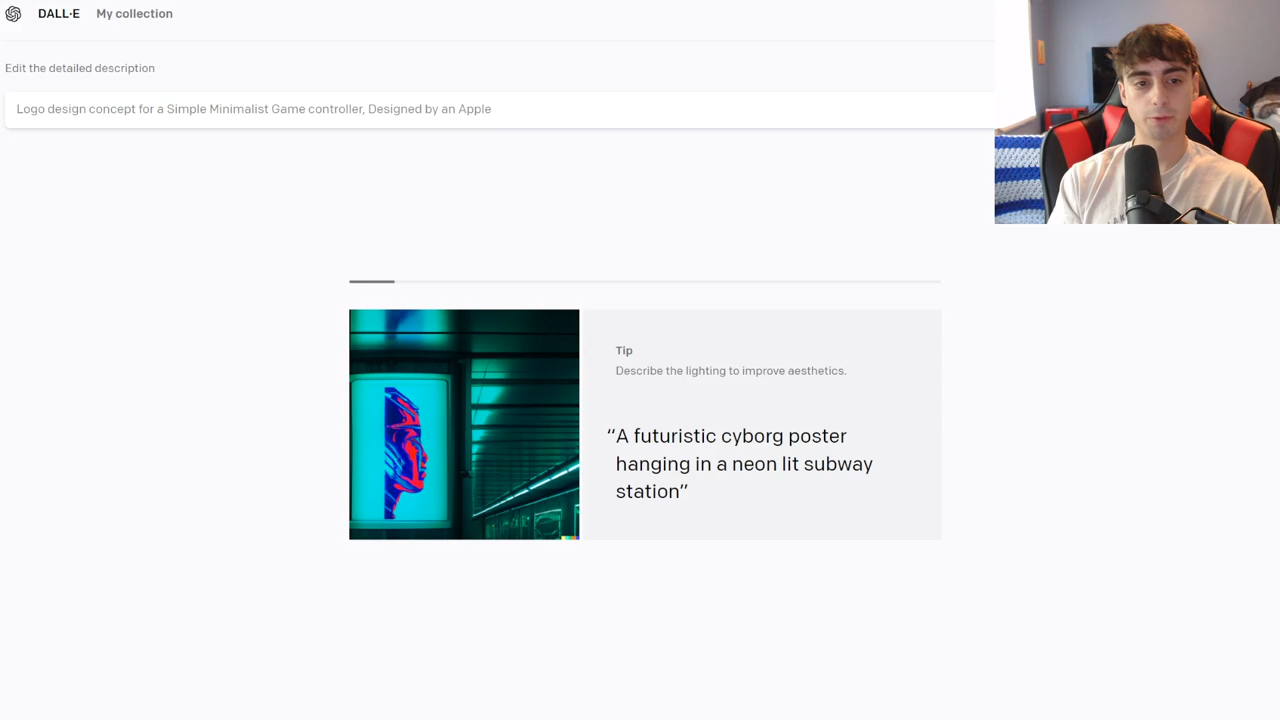 DALL·E My collection
Edit the detailed description
Logo design concept for a Simple Minimalist Game controller, Designed by an Apple
Tip
Describe the lighting to improve aesthetics.
“A futuristic cyborg poster
hanging in a neon lit subway
station”